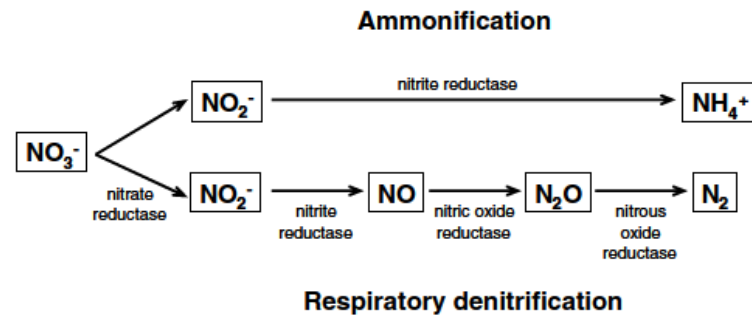 Ammonification
nitrite reductase
NO₂⁻
NH₄⁺
NO₃⁻
nitrate
reductase
NO₂⁻
nitrite
reductase
NO
nitric oxide
reductase
N₂O
nitrous
oxide
reductase
N₂
Respiratory denitrification